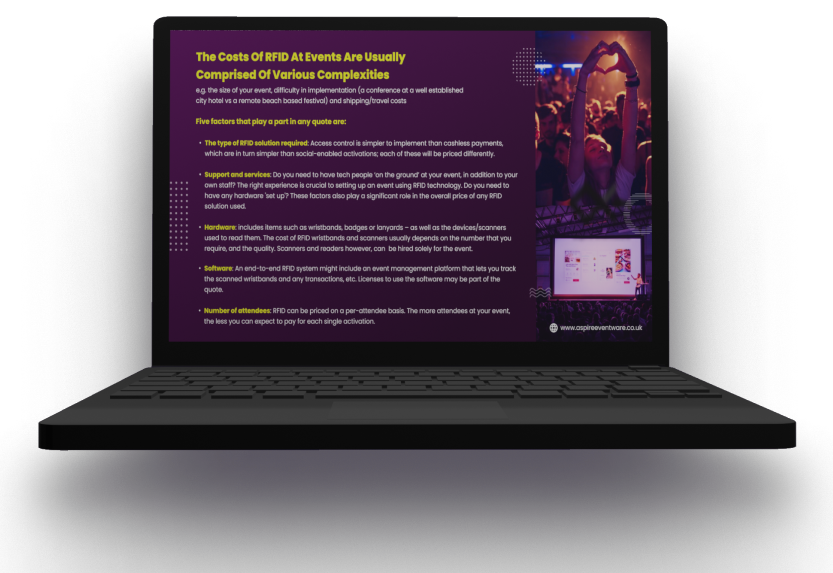 The Costs Of RFID At Events Are Usually
Comprised Of Various Complexities
e.g. the size of your event, difficulty in implementation (a conference at a well established
city hotel vs a remote beach based festival) and shipping/travel costs
Five factors that play a part in any quote are:
• The type of RFID solution required: Access control is simpler to implement than cashless payments,
which are in turn simpler than social-enabled activations; each of these will be priced differently.
• Support and services: Do you need to have tech people 'on the ground' at your event, in addition to your
own staff? The right experience is crucial to setting up an event using RFID technology. Do you need to
have any hardware 'set up'? These factors also play a significant role in the overall price of any RFID
solution used.
• Hardware: includes items such as wristbands, badges or lanyards – as well as the devices/scanners
used to read them. The cost of RFID wristbands and scanners usually depends on the number that you
require, and the quality. Scanners and readers however, can be hired solely for the event.
• Software: An end-to-end RFID system might include an event management platform that lets you track
the scanned wristbands and any transactions, etc. Licenses to use the software may be part of the
quote.
• Number of attendees: RFID can be priced on a per-attendee basis. The more attendees at your event,
the less you can expect to pay for each single activation.
www.aspireeventware.co.uk